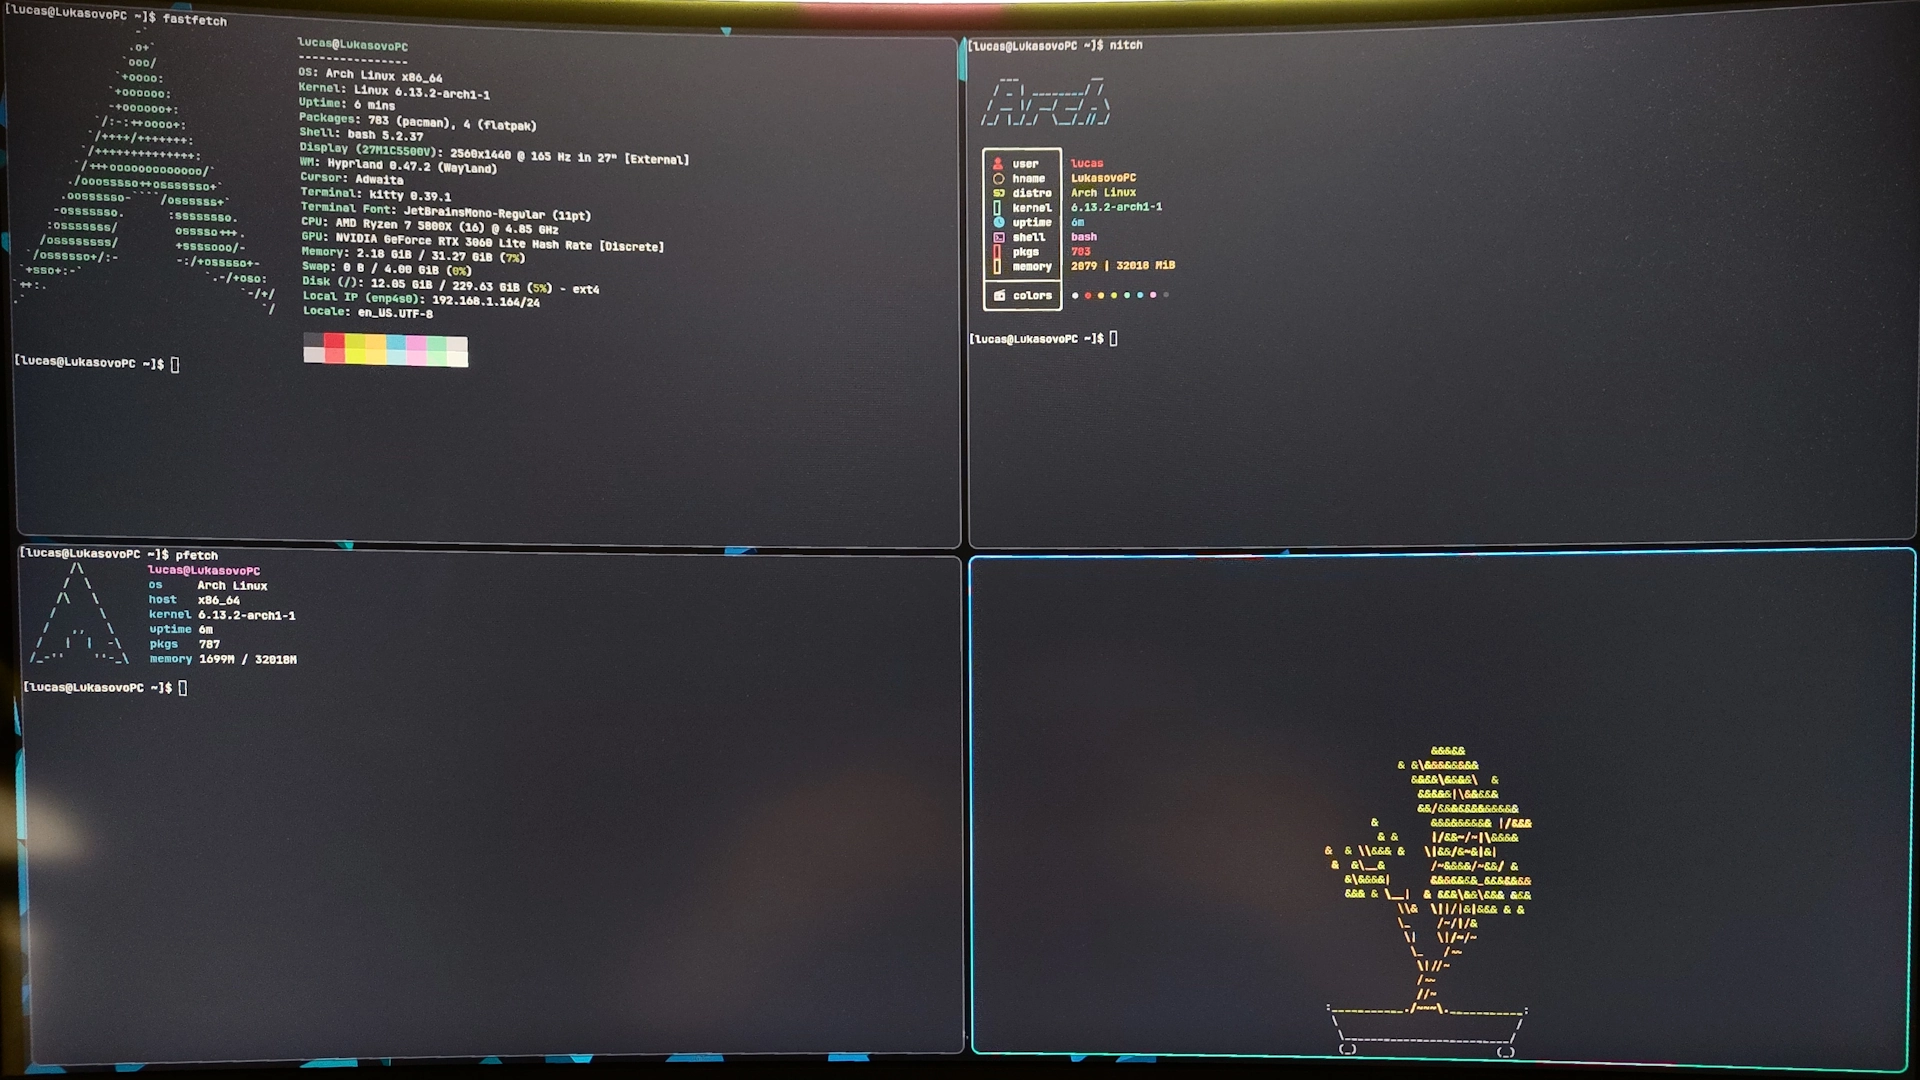 [lucas@LukasovoPC ~]$ fastfetch
lucas@LukasovoPC
----------------
OS: Arch Linux x86_64
Kernel: Linux 6.13.2-arch1-1
Uptime: 6 mins
Packages: 783 (pacman), 4 (flatpak)
Shell: bash 5.2.37
Display (27M1C5500V): 2560x1440 @ 165 Hz in 27" [External]
WM: Hyprland 0.47.2 (Wayland)
Cursor: Adwaita
Terminal: kitty 0.39.1
Terminal Font: JetBrainsMono-Regular (11pt)
CPU: AMD Ryzen 7 5800X (16) @ 4.85 GHz
GPU: NVIDIA GeForce RTX 3060 Lite Hash Rate [Discrete]
Memory: 2.18 GiB / 31.27 GiB (7%)
Swap: 0 B / 4.00 GiB (0%)
Disk (/): 12.05 GiB / 229.63 GiB (5%) - ext4
Local IP (enp4s0): 192.168.1.164/24
Locale: en_US.UTF-8
[lucas@LukasovoPC ~]$
[lucas@LukasovoPC ~]$ nitch
Arch
user lucas
hname LukasovoPC
distro Arch Linux
kernel 6.13.2-arch1-1
uptime 6m
shell bash
pkgs 783
memory 2079 | 32018 MiB
colors
[lucas@LukasovoPC ~]$
[lucas@LukasovoPC ~]$ pfetch
lucas@LukasovoPC
os Arch Linux
host x86_64
kernel 6.13.2-arch1-1
uptime 6m
pkgs 787
memory 1699M / 32018M
[lucas@LukasovoPC ~]$